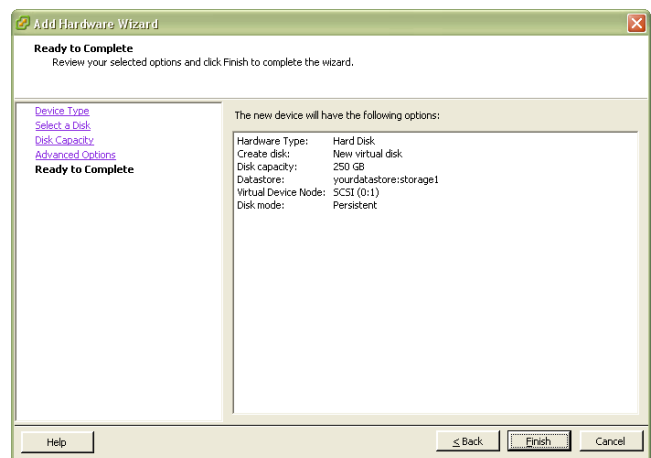 Add Hardware Wizard
Ready to Complete
Review your selected options and click Finish to complete the wizard.
Device Type
Select a Disk
Disk Capacity
Advanced Options
Ready to Complete
The new device will have the following options:
Hardware Type: Hard Disk
Create disk: New virtual disk
Disk capacity: 250 GB
Datastore: yourdatastore:storage1
Virtual Device Node: SCSI (0:1)
Disk mode: Persistent
Help
< Back
Finish
Cancel